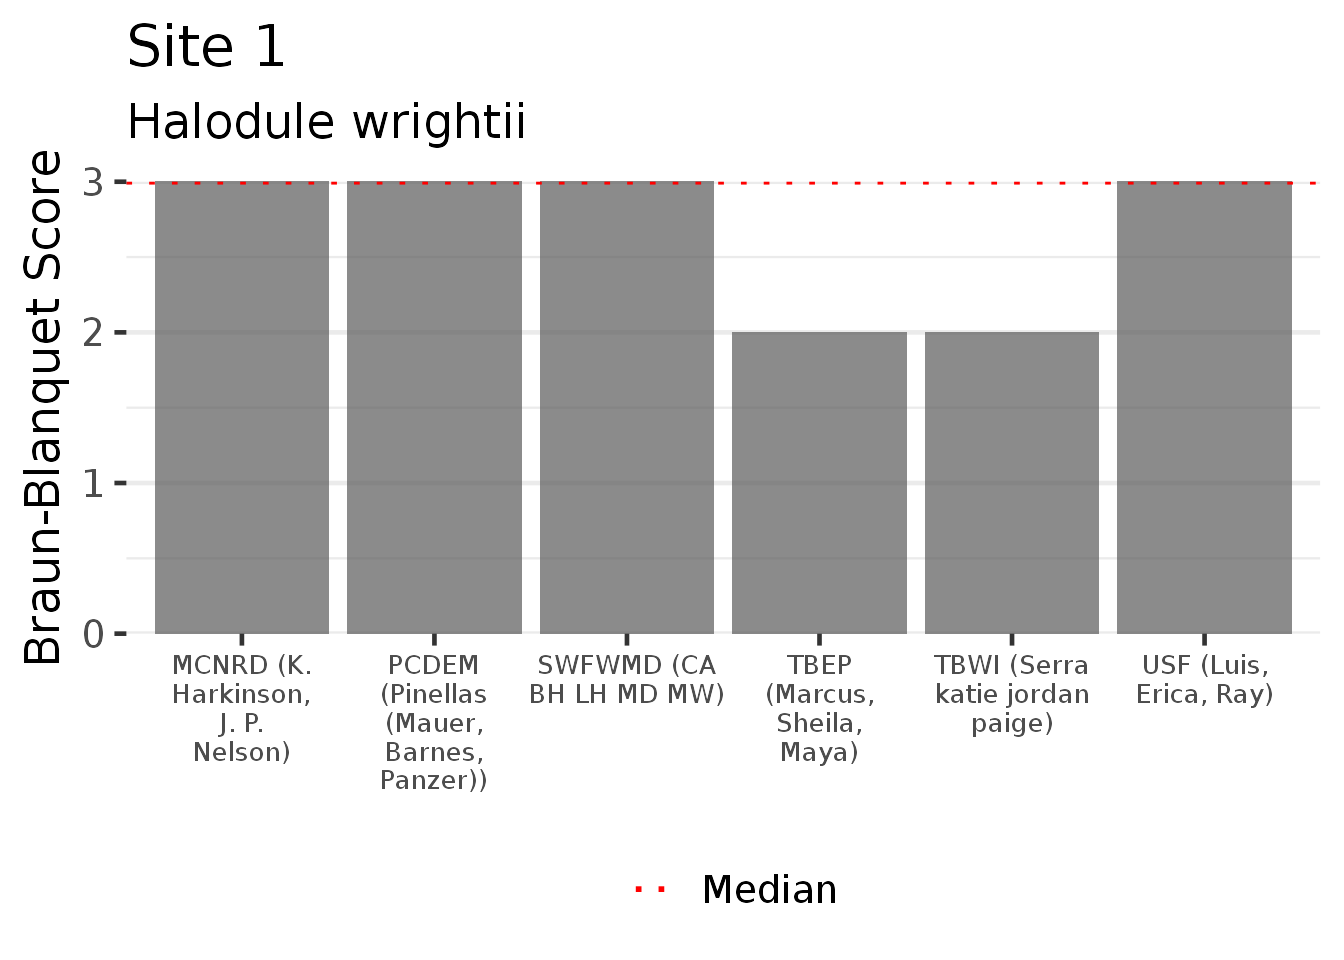 Site 1
Halodule wrightii
Braun-Blanquet Score
3
2
1
0
MCNRD (K.
Harkinson,
J. P.
Nelson)
PCDEM
(Pinellas
(Mauer,
Barnes,
Panzer))
SWFWMD (CA
BH LH MD MW)
TBEP
(Marcus,
Sheila,
Maya)
TBWI (Serra
katie jordan
paige)
USF (Luis,
Erica, Ray)
Median